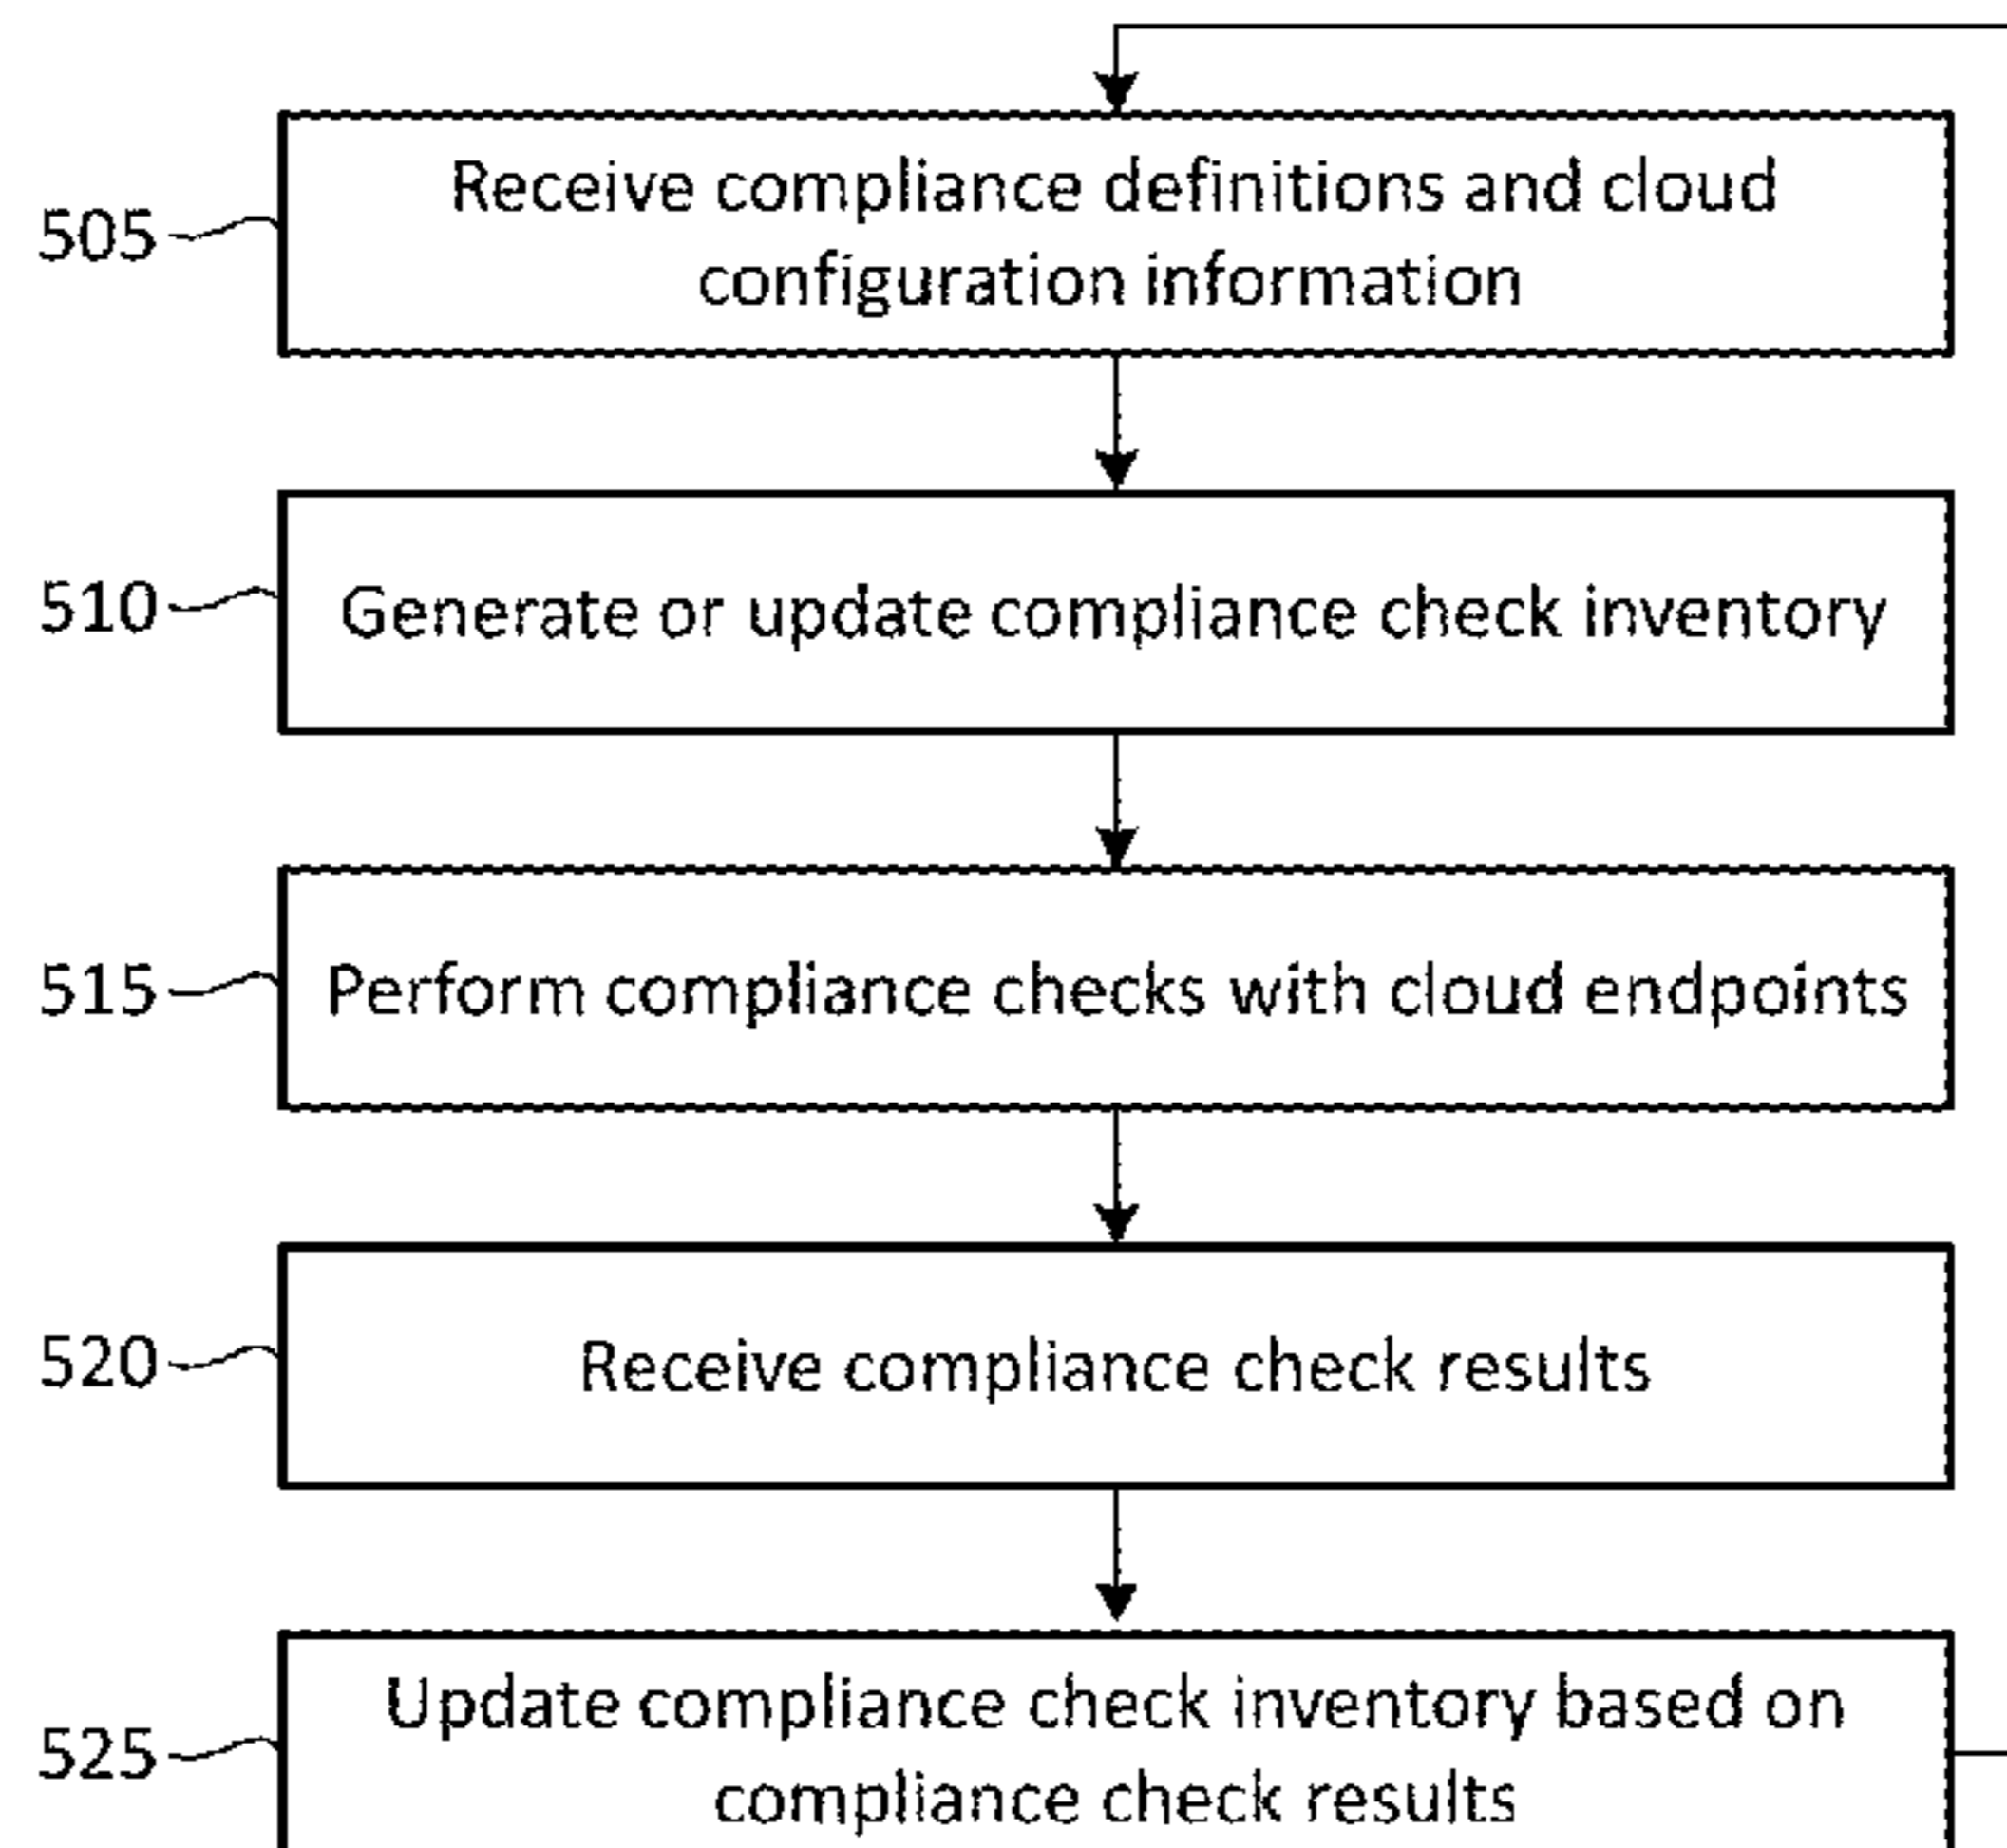 505
Receive compliance definitions and cloud
configuration information
510
Generate or update compliance check inventory
515
Perform compliance checks with cloud endpoints
520
Receive compliance check results
525
Update compliance check inventory based on
compliance check results